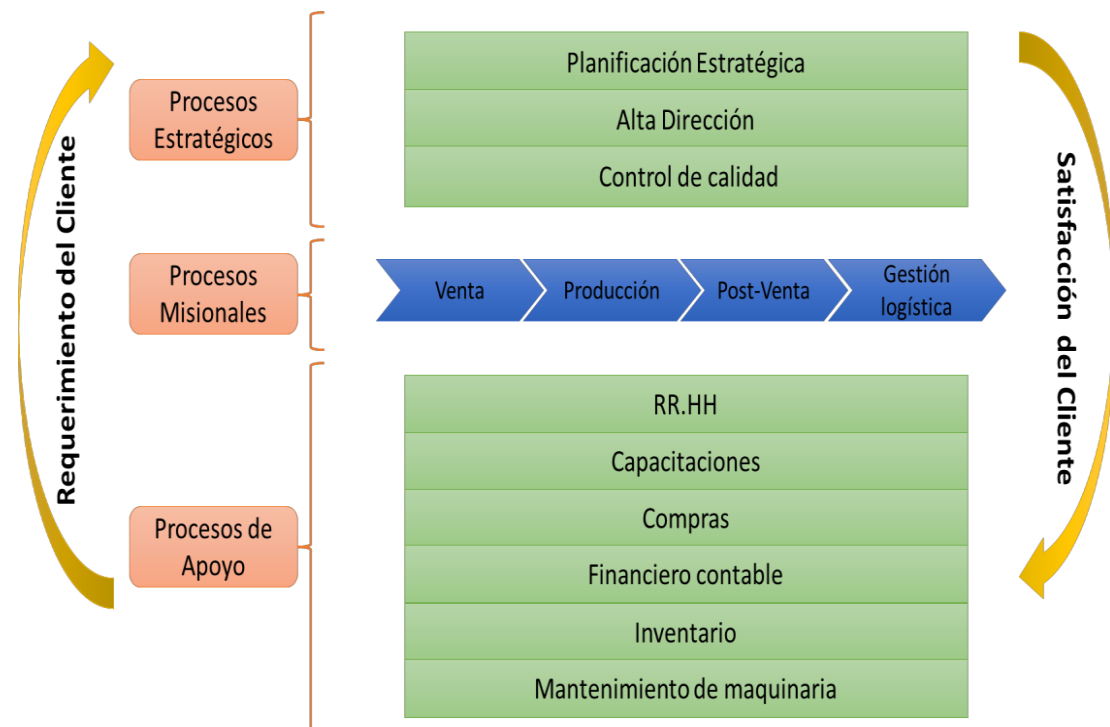 Requerimiento del Cliente
Procesos
Estratégicos
Planificación Estratégica
Alta Dirección
Control de calidad
Procesos
Misionales
Venta
Producción
Post-Venta
Gestión
logística
Procesos de
Apoyo
RR.HH
Capacitaciones
Compras
Financiero contable
Inventario
Mantenimiento de maquinaria
Satisfacción del Cliente